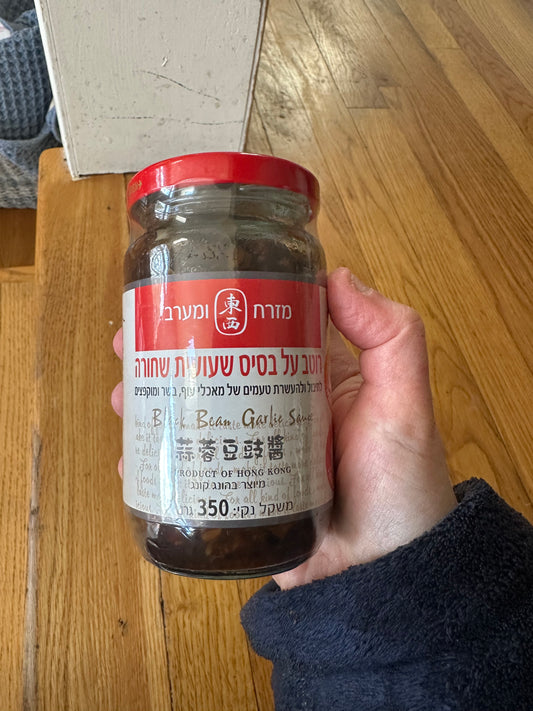 מזרח 東西 ומערב
רוטב על בסיס שעועית שחורה
לתיבול ולהעשרת טעמים של מאכלי עוף, בשר ומוקפצים
Black Bean Garlic Sauce
蒜蓉豆豉醬
PRODUCT OF HONG KONG
מיוצר בהונג קונג
משקל נקי: 350 גרם